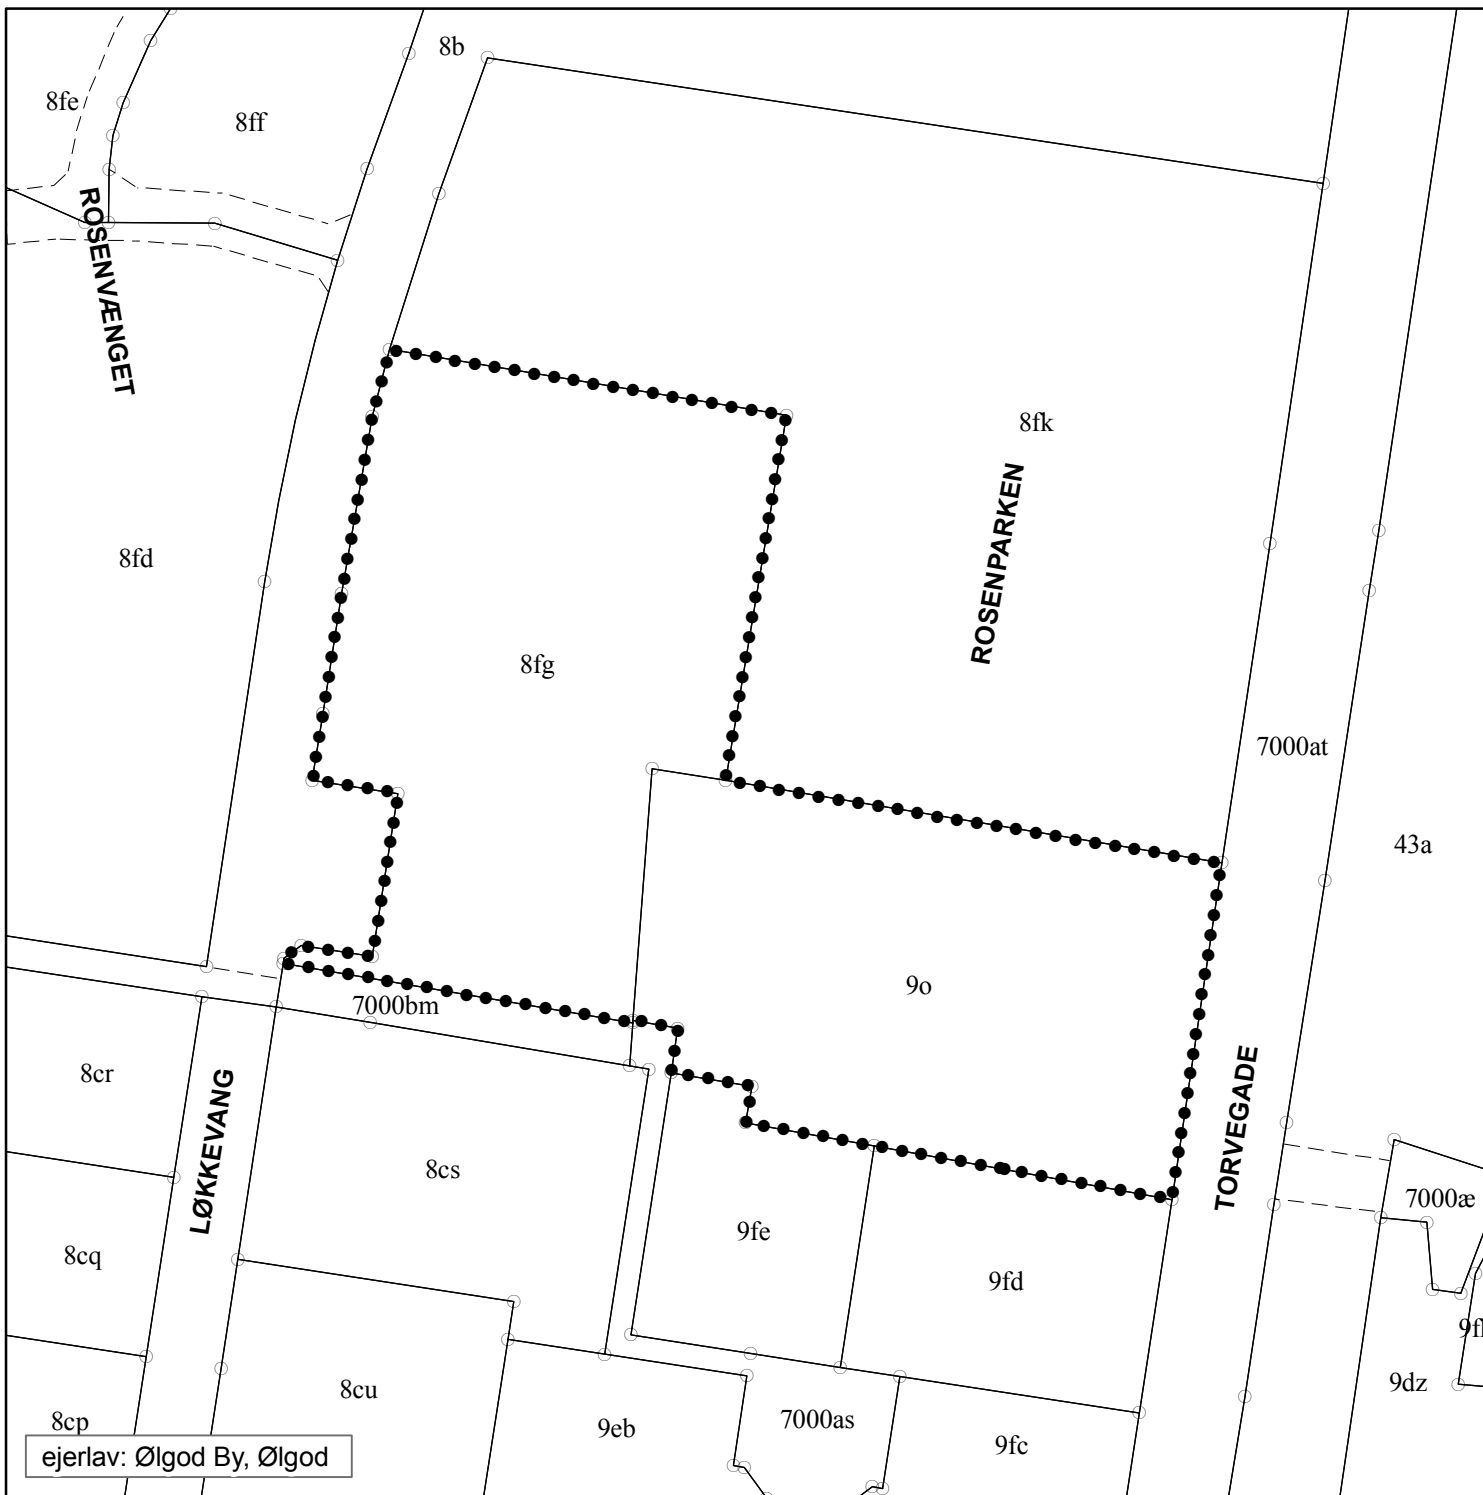 8b
8fe
8ff
ROSENVÆNGET
8fk
ROSENPARKEN
8fd
8fg
7000at
43a
9o
7000bm
8cr
LØKKEVANG
TORVEGADE
8cs
7000æ
8cq
9fe
9fd
8cu
9dz
8cp
9eb
7000as
9fc
ejerlav: Ølgod By, Ølgod